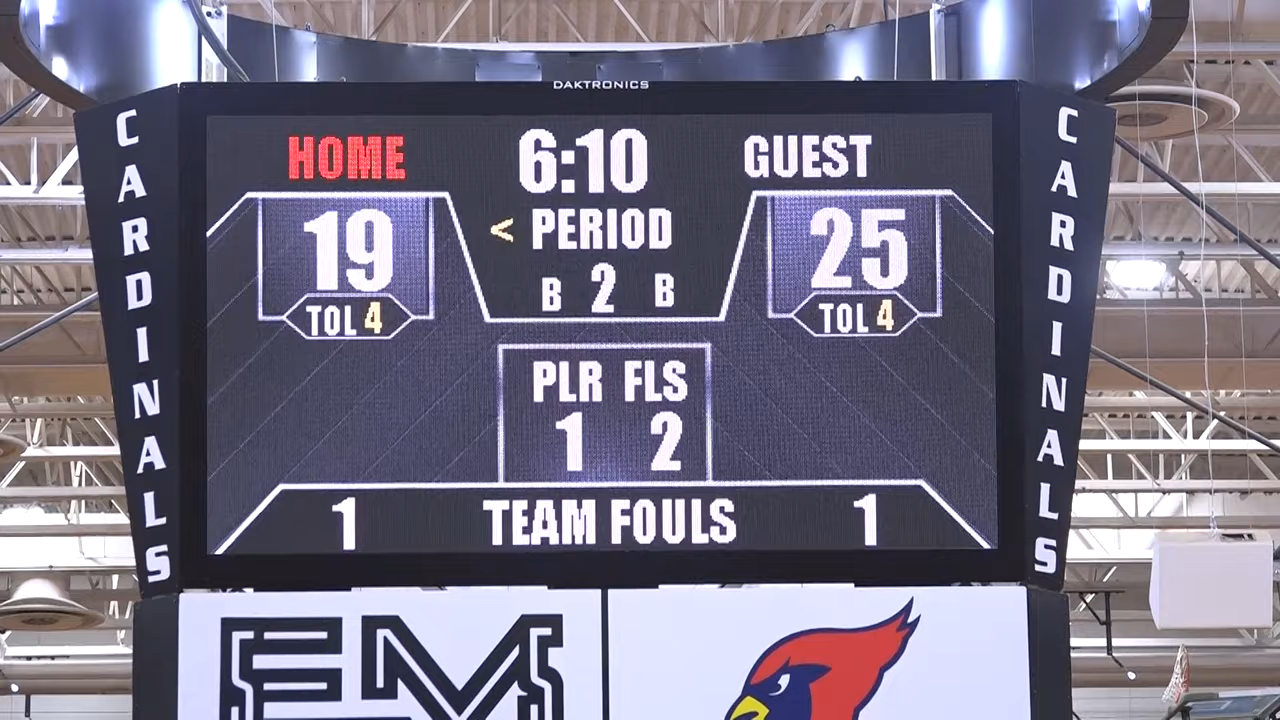 DAKTRONICS
CARDINALS
HOME 6:10 GUEST
19 < PERIOD 25
B 2 B
TOL 4 TOL 4
PLR FLS
1 2
1 TEAM FOULS 1
CARDINALS
EM